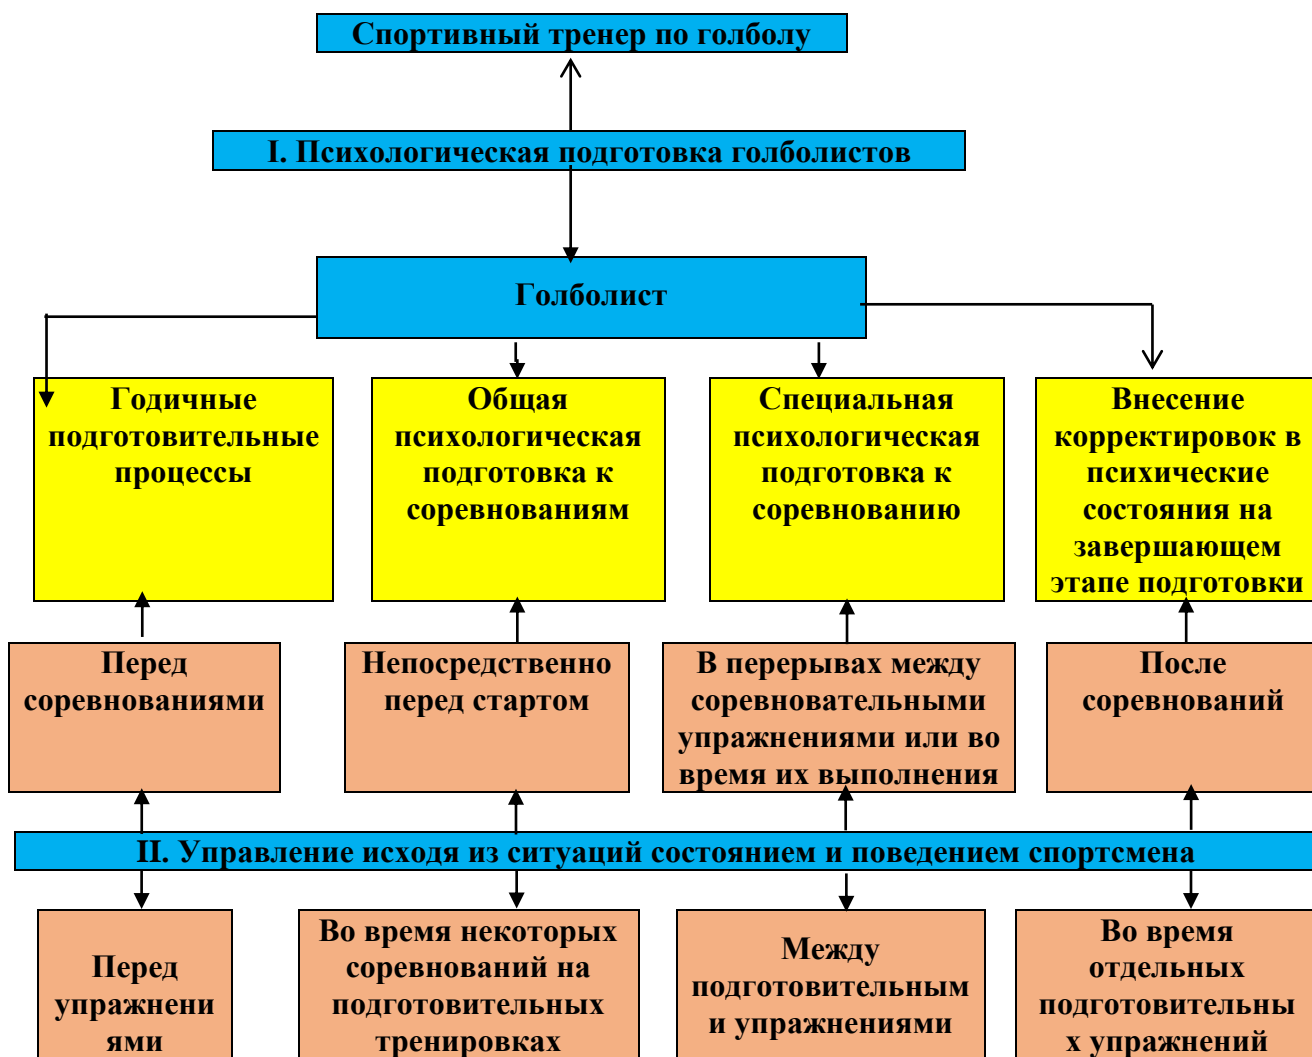 Спортивный тренер по голболу
I. Психологическая подготовка голболистов
Голболист
Годичные
подготовительные
процессы
Общая
психологическая
подготовка к
соревнованиям
Специальная
психологическая
подготовка к
соревнованию
Внесение
корректировок в
психические
состояния на
завершающем
этапе подготовки
Перед
соревнованиями
Непосредственно
перед стартом
В перерывах между
соревновательными
упражнениями или во
время их выполнения
После
соревнований
II. Управление исходя из ситуаций состоянием и поведением спортсмена
Перед
упражнени
ями
Во время некоторых
соревнований на
подготовительных
тренировках
Между
подготовительным
и упражнениями
Во время
отдельных
подготовительны
х упражнений